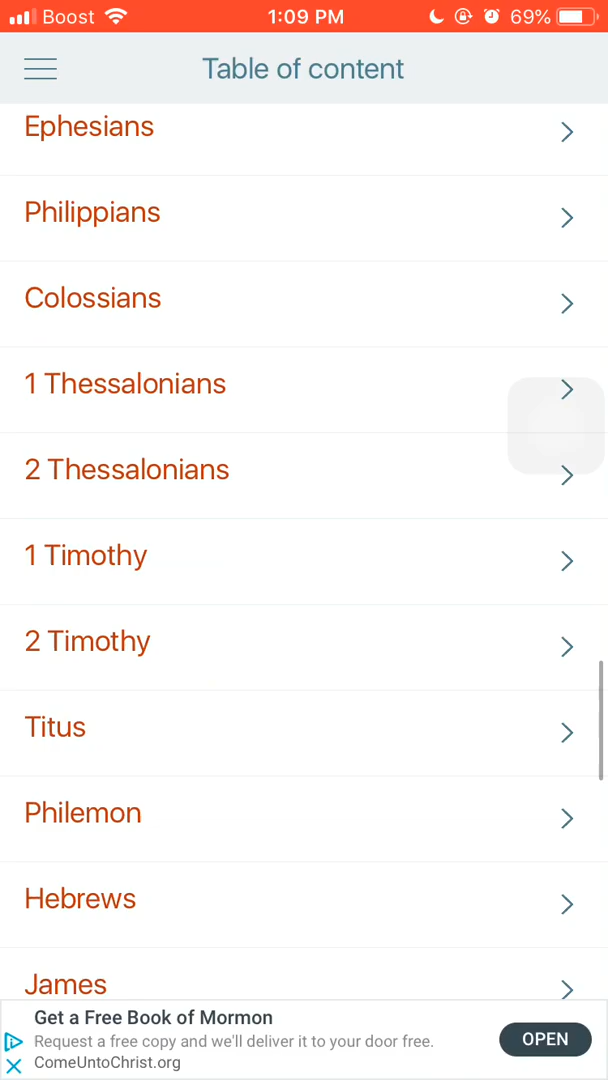 Boost 1:09 PM 69%
Table of content
Ephesians
Philippians
Colossians
1 Thessalonians
2 Thessalonians
1 Timothy
2 Timothy
Titus
Philemon
Hebrews
James
Get a Free Book of Mormon
Request a free copy and we'll deliver it to your door free.
ComeUntoChrist.org
OPEN